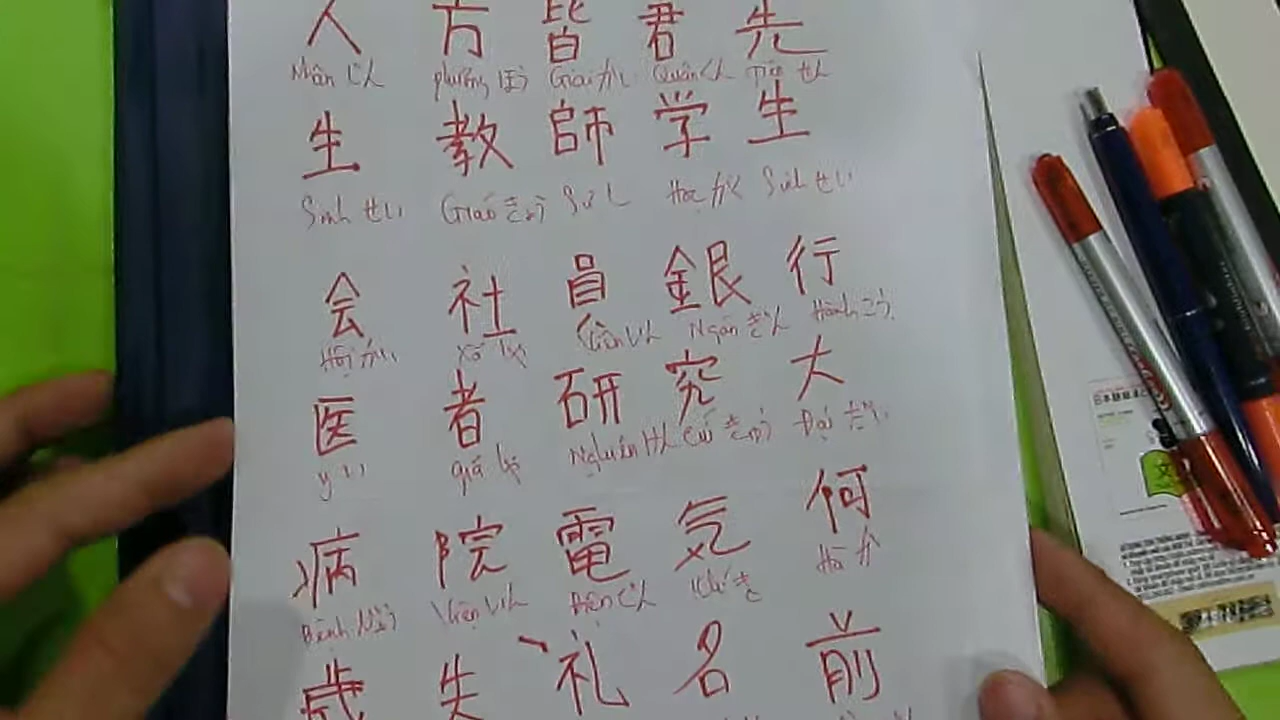 人 方 皆 君 先
Nhân じん phương ほう Giai かい Quân くん Tiên せん
生 教 師 学 生
Sinh せい Giáo きょう Sư し Học がく Sinh せい
会 社 員 銀 行
Hội かい Xã しゃ Viên いん Ngân ぎん Hành こう
医 者 研 究 大
y い giả しゃ Nghiên けん Cứu きゅう Đại だい
病 院 電 気 何
Bệnh びょう Viện いん Điện でん Khí き Hà か
歳 失 礼 名 前